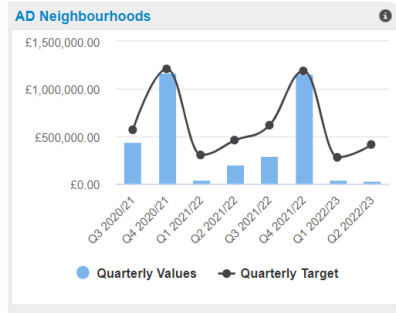 AD Neighbourhoods
£1,500,000.00
£1,000,000.00
£500,000.00
£0.00
Q3 2020/21
Q4 2020/21
Q1 2021/22
Q2 2021/22
Q3 2021/22
Q4 2021/22
Q1 2022/23
Q2 2022/23
Quarterly Values
Quarterly Target